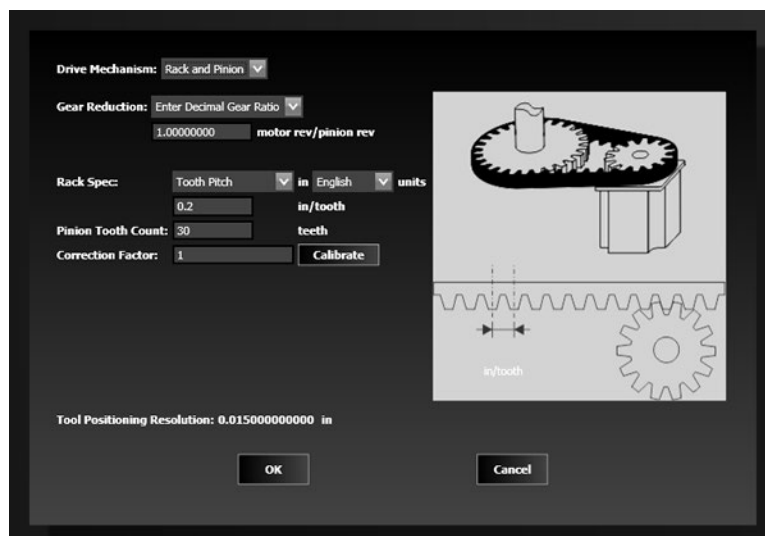 Drive Mechanism: Rack and Pinion
Gear Reduction: Enter Decimal Gear Ratio
1.00000000 motor rev/pinion rev
Rack Spec: Tooth Pitch in English units
0.2 in/tooth
Pinion Tooth Count: 30 teeth
Correction Factor: 1 Calibrate
in/tooth
Tool Positioning Resolution: 0.015000000000 in
OK Cancel